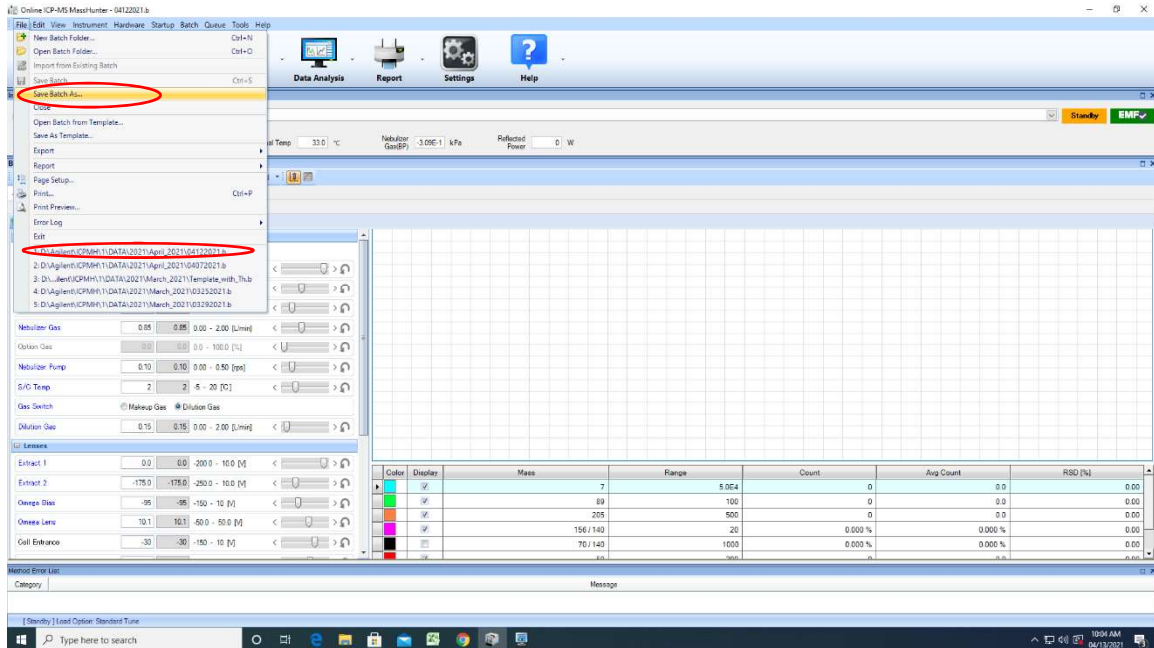 Online ICP-MS MassHunter - 04122021.b
File Edit View Instrument Hardware Startup Batch Queue Tools Help
New Batch Folder... Ctrl+N
Open Batch Folder... Ctrl+O
Import from Existing Batch
Save Batch Ctrl+S
Save Batch As...
Close
Open Batch from Template...
Save As Template...
Export
Report
Page Setup...
Print... Ctrl+P
Print Preview...
Error Log
Exit
1: D:\Agilent\ICPMH\1\DATA\2021\April_2021\04122021.b
2: D:\Agilent\ICPMH\1\DATA\2021\April_2021\04072021.b
3: D:\...ilent\ICPMH\1\DATA\2021\March_2021\Template_with_Th.b
4: D:\Agilent\ICPMH\1\DATA\2021\March_2021\03252021.b
5: D:\Agilent\ICPMH\1\DATA\2021\March_2021\03292021.b
Data Analysis Report Settings Help
Standby EMF
Temp 33.0 °C Nebulizer Gas(BP) -3.09E-1 kPa Reflected Power 0 W
Nebulizer Gas 0.85 0.85 0.00 - 2.00 [L/min]
Option Gas 0.0 0.0 0.0 - 100.0 [%]
Nebulizer Pump 0.10 0.10 0.00 - 0.50 [rps]
S/C Temp 2 2 -5 - 20 [°C]
Gas Switch Makeup Gas Dilution Gas
Dilution Gas 0.15 0.15 0.00 - 2.00 [L/min]
Lenses
Extract 1 0.0 0.0 -200.0 - 10.0 [V]
Extract 2 -175.0 -175.0 -250.0 - 10.0 [V]
Omega Bias -95 -95 -150 - 10 [V]
Omega Lens 10.1 10.1 -50.0 - 50.0 [V]
Cell Entrance -30 -30 -150 - 10 [V]
Color Display Mass Range Count Avg Count RSD [%]
7 5.0E4 0 0.0 0.00
89 100 0 0.0 0.00
205 500 0 0.0 0.00
156 / 140 20 0.000 % 0.000 % 0.00
70 / 140 1000 0.000 % 0.000 % 0.00
Method Error List
Category Message
[ Standby ] Load Option: Standard Tune
Type here to search
10:04 AM
04/13/2021